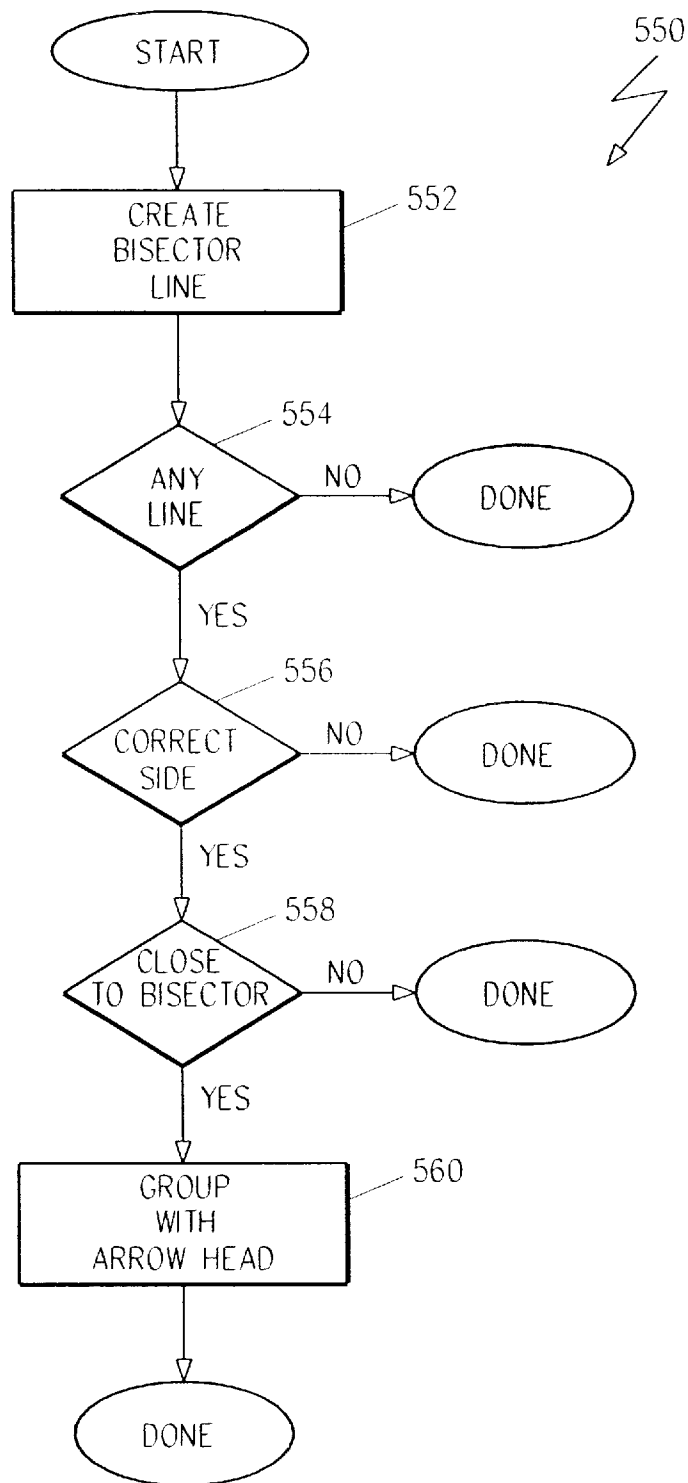 550
START
552
CREATE
BISECTOR
LINE
554
ANY
LINE
NO
DONE
YES
556
CORRECT
SIDE
NO
DONE
YES
558
CLOSE
TO BISECTOR
NO
DONE
YES
560
GROUP
WITH
ARROW HEAD
DONE